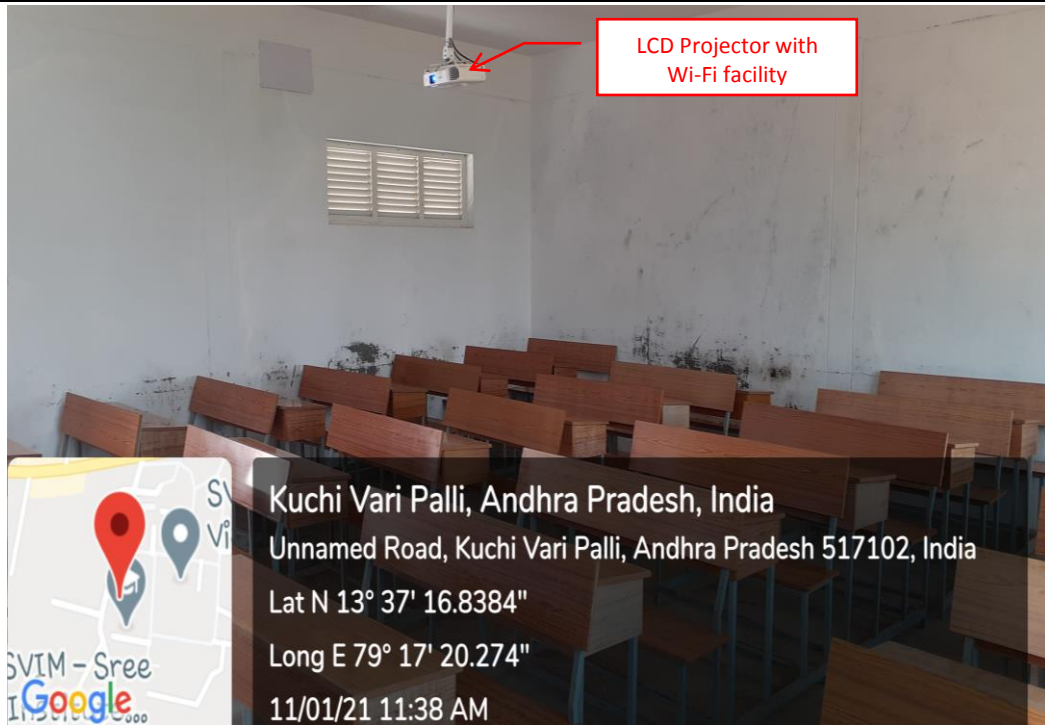 LCD Projector with
Wi-Fi facility
Kuchi Vari Palli, Andhra Pradesh, India
Unnamed Road, Kuchi Vari Palli, Andhra Pradesh 517102, India
Lat N 13° 37' 16.8384"
Long E 79° 17' 20.274"
11/01/21 11:38 AM
SVIM – Sree
Google